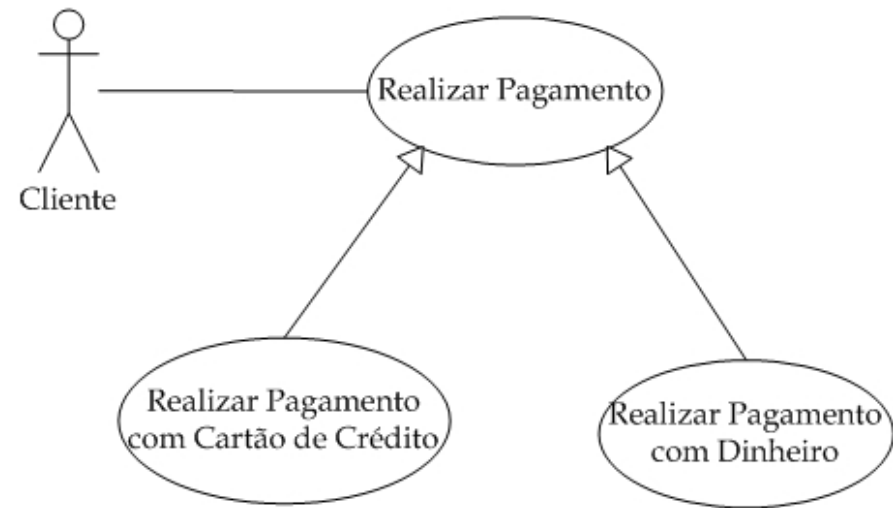 Realizar Pagamento
Cliente
Realizar Pagamento
com Cartão de Crédito
Realizar Pagamento
com Dinheiro